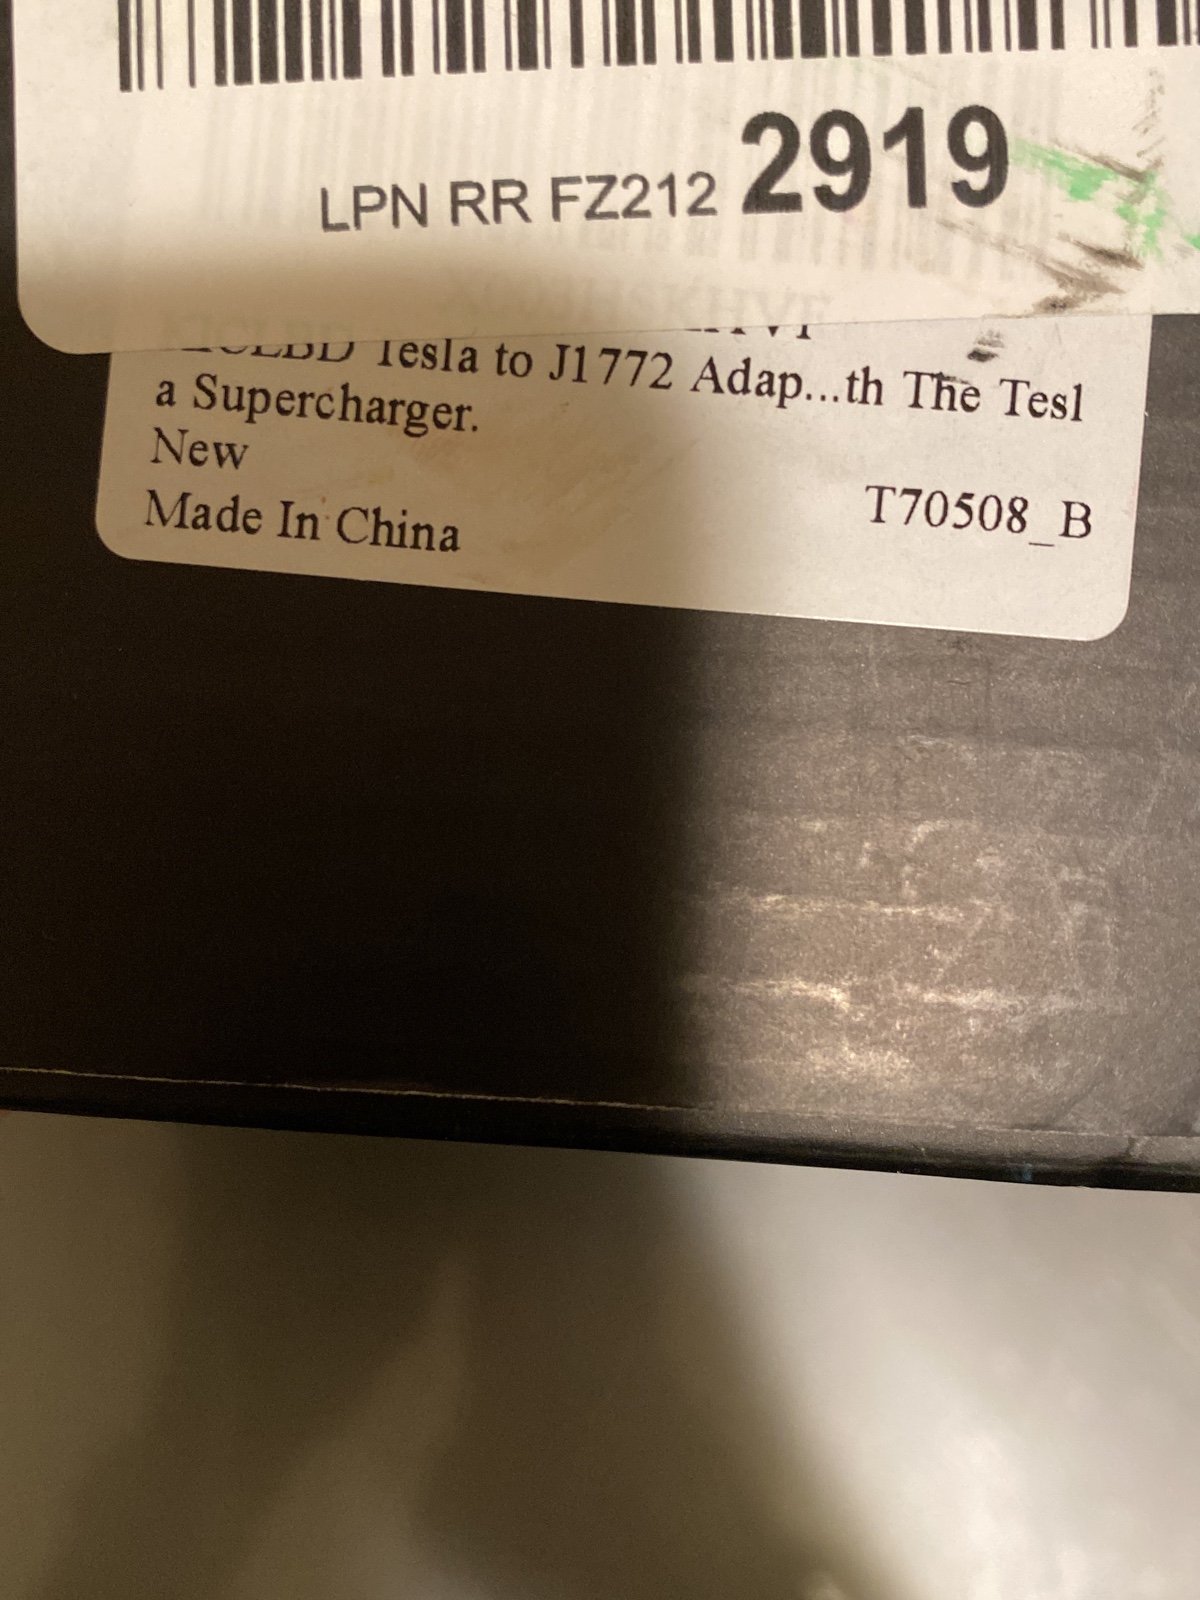 LPN RR FZ212 2919
Tesla to J1772 Adap...th The Tesl
a Supercharger.
New
Made In China T70508_B